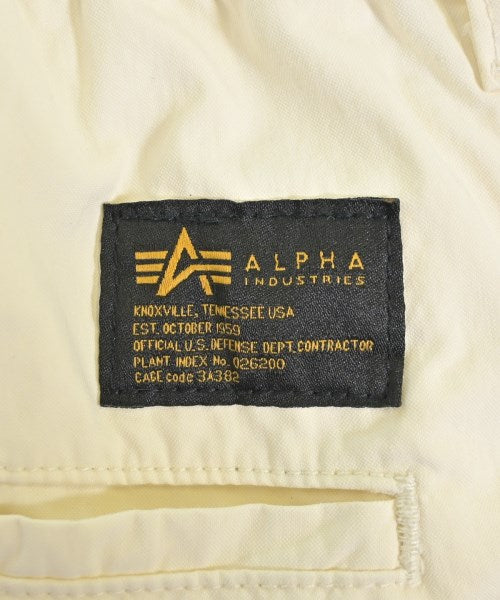 ALPHA
INDUSTRIES
KNOXVILLE, TENNESSEE USA
EST. OCTOBER 1959
OFFICIAL U.S. DEFENSE DEPT. CONTRACTOR
PLANT INDEX No. 026200
CAGE code 3A382